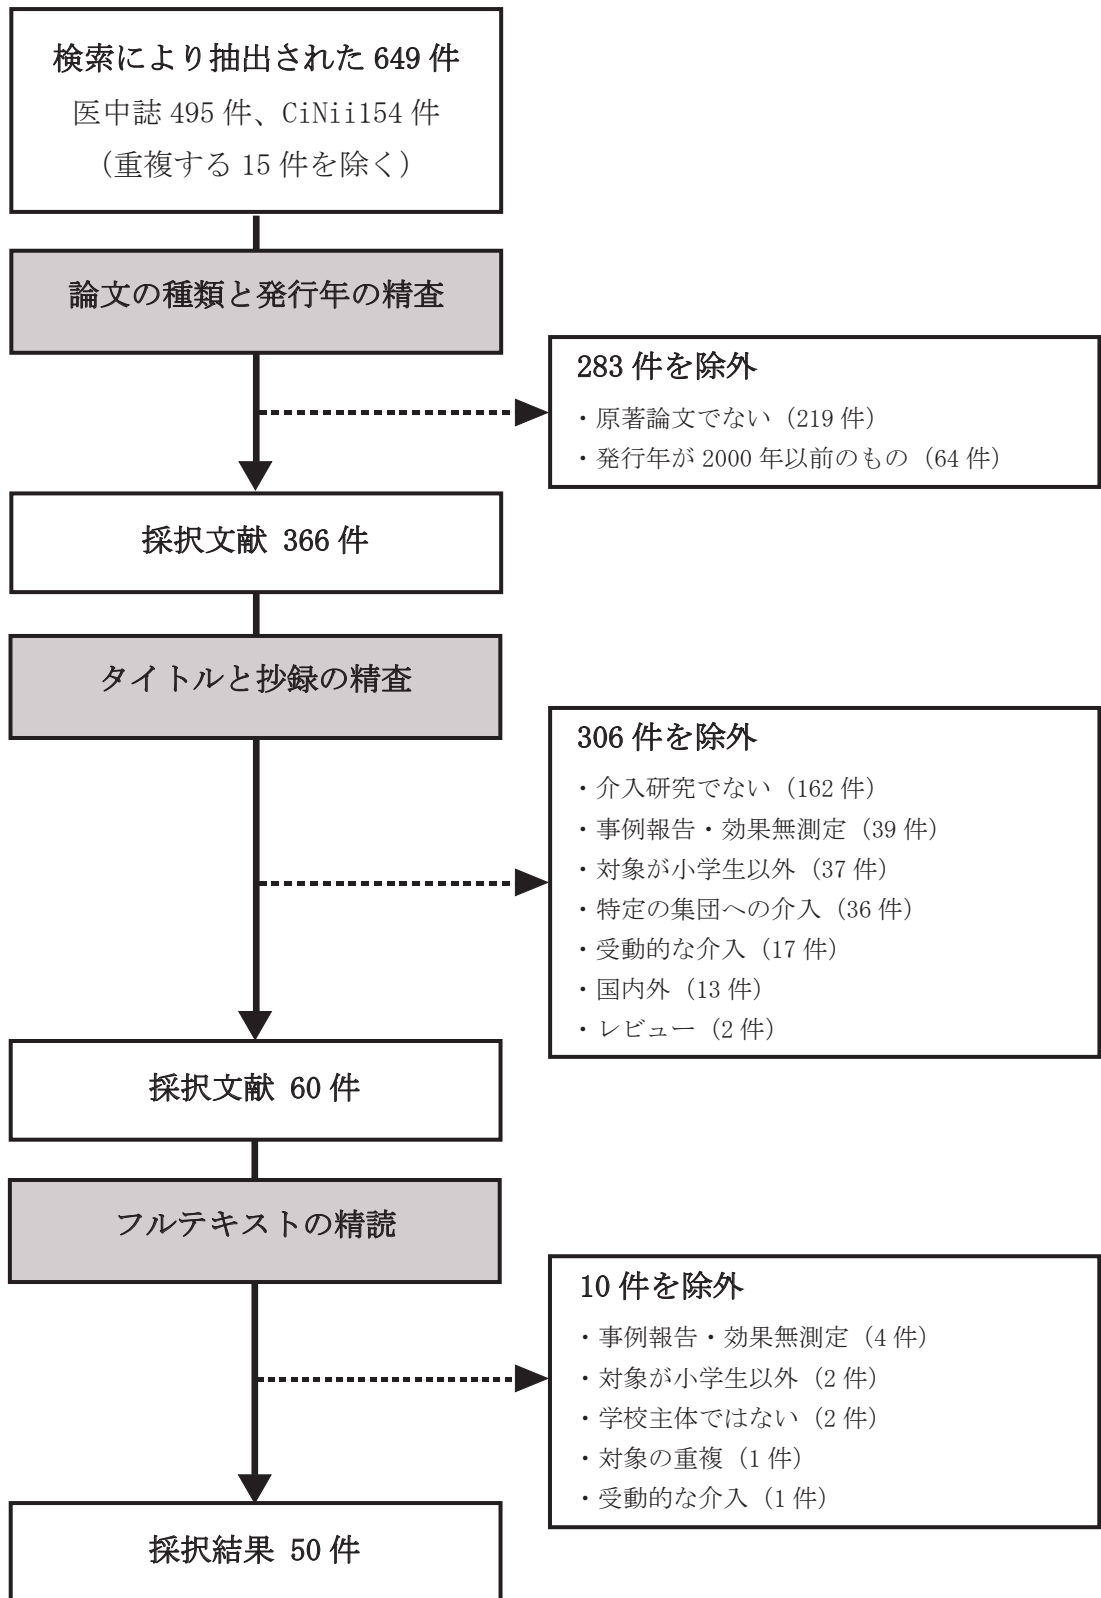 検索により抽出された 649 件
医中誌 495 件、CiNii154 件
（重複する 15 件を除く）
論文の種類と発行年の精査
283 件を除外
・原著論文でない（219 件）
・発行年が 2000 年以前のもの（64 件）
採択文献 366 件
タイトルと抄録の精査
306 件を除外
・介入研究でない（162 件）
・事例報告・効果無測定（39 件）
・対象が小学生以外（37 件）
・特定の集団への介入（36 件）
・受動的な介入（17 件）
・国内外（13 件）
・レビュー（2 件）
採択文献 60 件
フルテキストの精読
10 件を除外
・事例報告・効果無測定（4 件）
・対象が小学生以外（2 件）
・学校主体ではない（2 件）
・対象の重複（1 件）
・受動的な介入（1 件）
採択結果 50 件